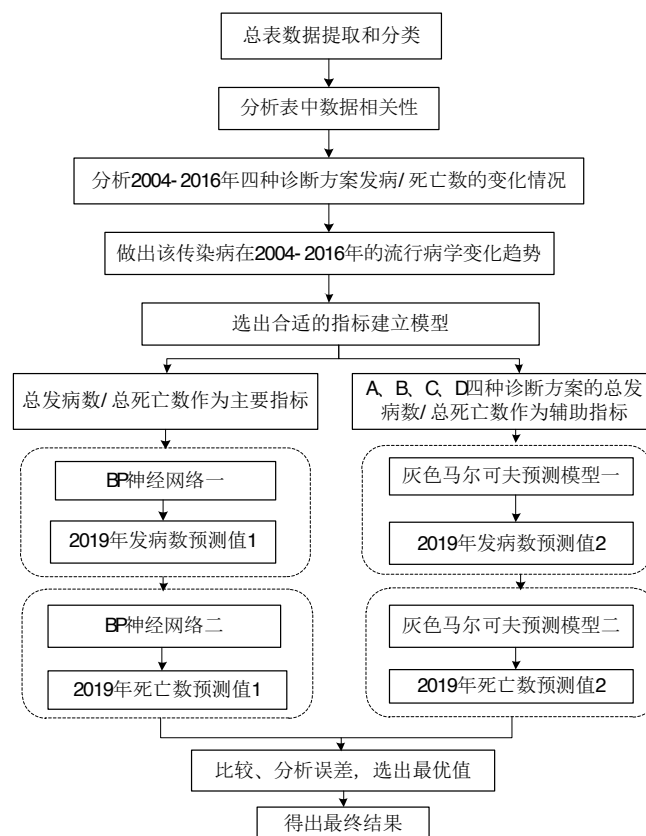 总表数据提取和分类
分析表中数据相关性
分析2004-2016年四种诊断方案发病/死亡数的变化情况
做出该传染病在2004-2016年的流行病学变化趋势
选出合适的指标建立模型
总发病数/总死亡数作为主要指标
A、B、C、D四种诊断方案的总发
病数/总死亡数作为辅助指标
BP神经网络一
2019年发病数预测值1
BP神经网络二
2019年死亡数预测值1
灰色马尔可夫预测模型一
2019年发病数预测值2
灰色马尔可夫预测模型二
2019年死亡数预测值2
比较、分析误差，选出最优值
得出最终结果